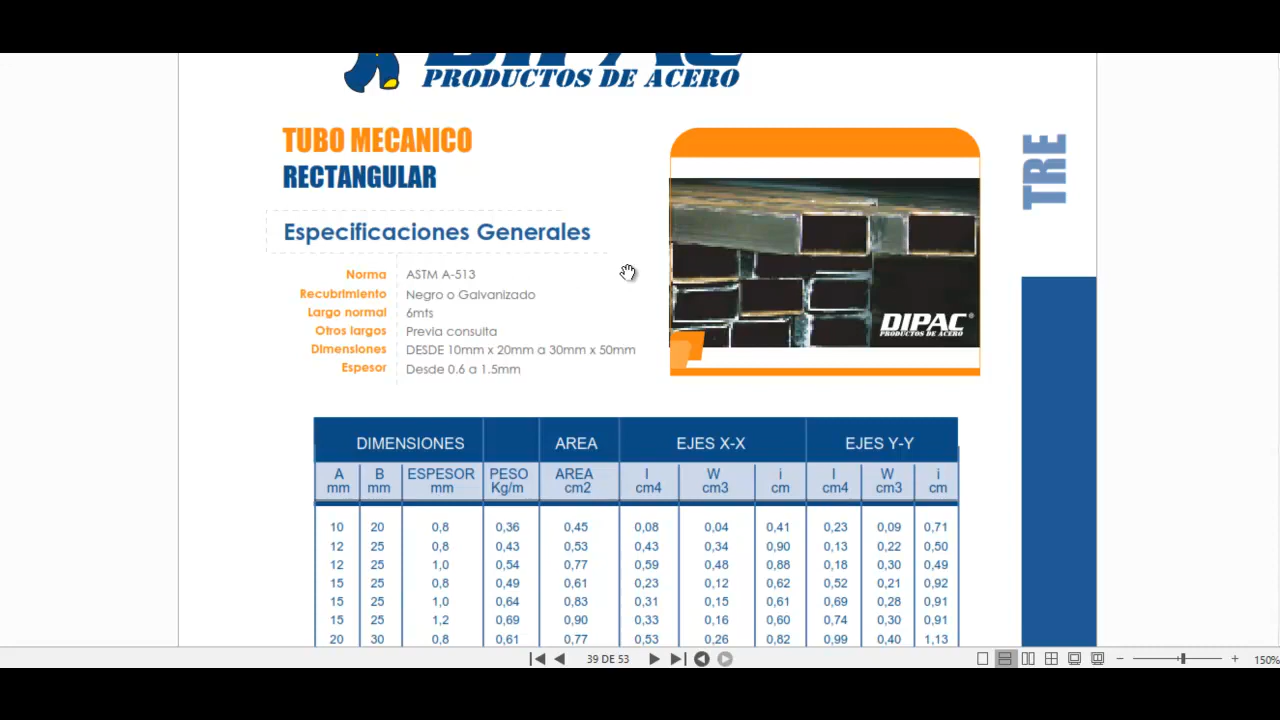 DIPAC
PRODUCTOS DE ACERO
TUBO MECANICO
RECTANGULAR
TRE
Especificaciones Generales
Norma ASTM A-513
Recubrimiento Negro o Galvanizado
Largo normal 6mts
Otros largos Previa consulta
Dimensiones DESDE 10mm x 20mm a 30mm x 50mm
Espesor Desde 0.6 a 1.5mm
DIPAC®
PRODUCTOS DE ACERO
DIMENSIONES AREA EJES X-X EJES Y-Y
A B ESPESOR PESO AREA I W i I W i
mm mm mm Kg/m cm2 cm4 cm3 cm cm4 cm3 cm
10 20 0,8 0,36 0,45 0,08 0,04 0,41 0,23 0,09 0,71
12 25 0,8 0,43 0,53 0,43 0,34 0,90 0,13 0,22 0,50
12 25 1,0 0,54 0,77 0,59 0,48 0,88 0,18 0,30 0,49
15 25 0,8 0,49 0,61 0,23 0,12 0,62 0,52 0,21 0,92
15 25 1,0 0,64 0,83 0,31 0,15 0,61 0,69 0,28 0,91
15 25 1,2 0,69 0,90 0,33 0,16 0,60 0,74 0,30 0,91
20 30 0,8 0,61 0,77 0,53 0,26 0,82 0,99 0,40 1,13
39 DE 53
150%